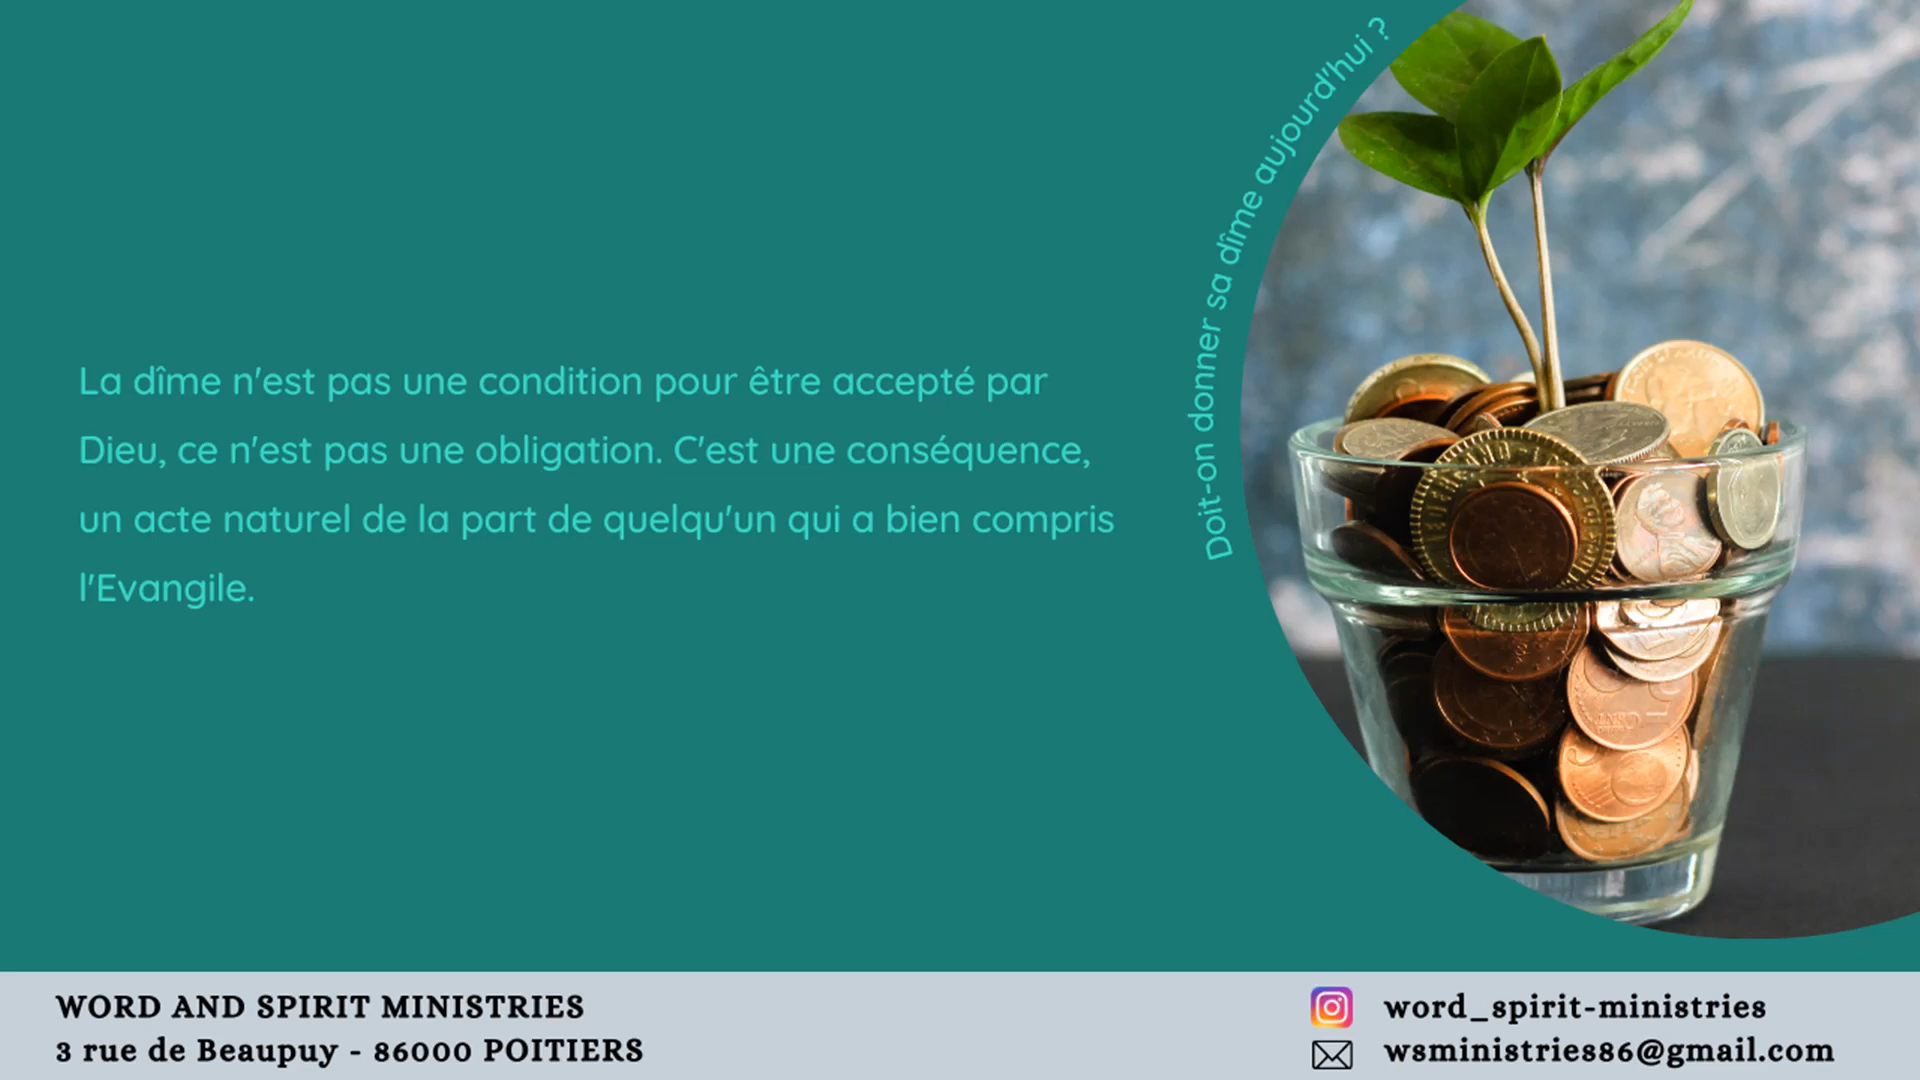 Doit-on donner sa dîme aujourd'hui ?
La dîme n'est pas une condition pour être accepté par
Dieu, ce n'est pas une obligation. C'est une conséquence,
un acte naturel de la part de quelqu'un qui a bien compris
l'Evangile.
WORD AND SPIRIT MINISTRIES
3 rue de Beaupuy - 86000 POITIERS
word_spirit-ministries
wsministries86@gmail.com